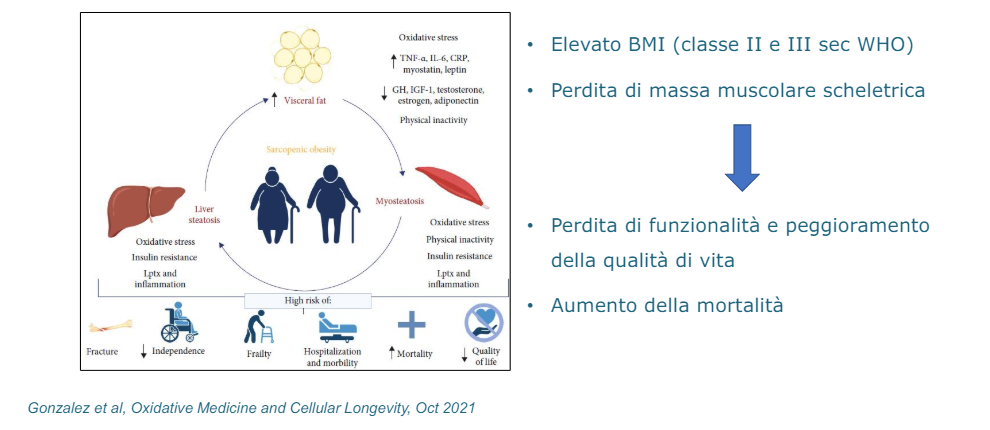 Oxidative stress
↑ TNF-α, IL-6, CRP,
myostatin, leptin
↓ GH, IGF-1, testosterone,
estrogen, adiponectin
Physical inactivity
↑ Visceral fat
Sarcopenic obesity
Liver
steatosis
Oxidative stress
Insulin resistance
Lptx and
inflammation
Myosteatosis
Oxidative stress
Physical inactivity
Insulin resistance
Lptx and
inflammation
High risk of:
Fracture
↓ Independence
Frailty
Hospitalization
and morbility
↑ Mortality
↓ Quality
of life
• Elevato BMI (classe II e III sec WHO)
• Perdita di massa muscolare scheletrica
• Perdita di funzionalità e peggioramento
della qualità di vita
• Aumento della mortalità
Gonzalez et al, Oxidative Medicine and Cellular Longevity, Oct 2021